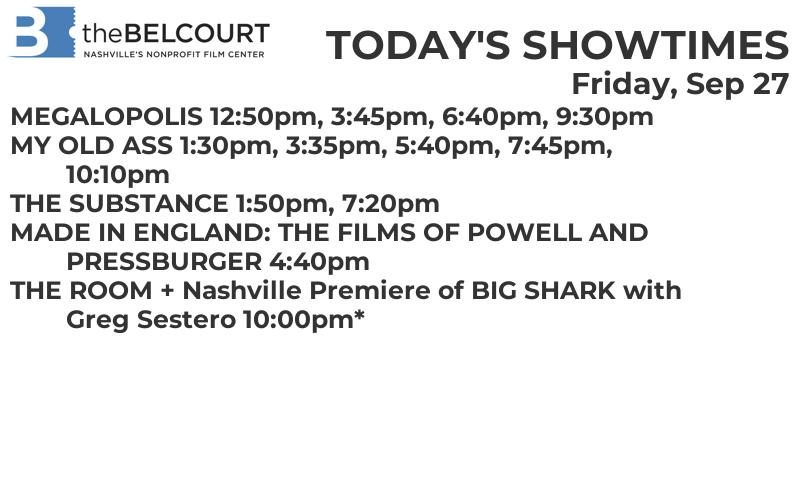 B theBELCOURT
NASHVILLE'S NONPROFIT FILM CENTER
TODAY'S SHOWTIMES
Friday, Sep 27
MEGALOPOLIS 12:50pm, 3:45pm, 6:40pm, 9:30pm
MY OLD ASS 1:30pm, 3:35pm, 5:40pm, 7:45pm,
10:10pm
THE SUBSTANCE 1:50pm, 7:20pm
MADE IN ENGLAND: THE FILMS OF POWELL AND
PRESSBURGER 4:40pm
THE ROOM + Nashville Premiere of BIG SHARK with
Greg Sestero 10:00pm*